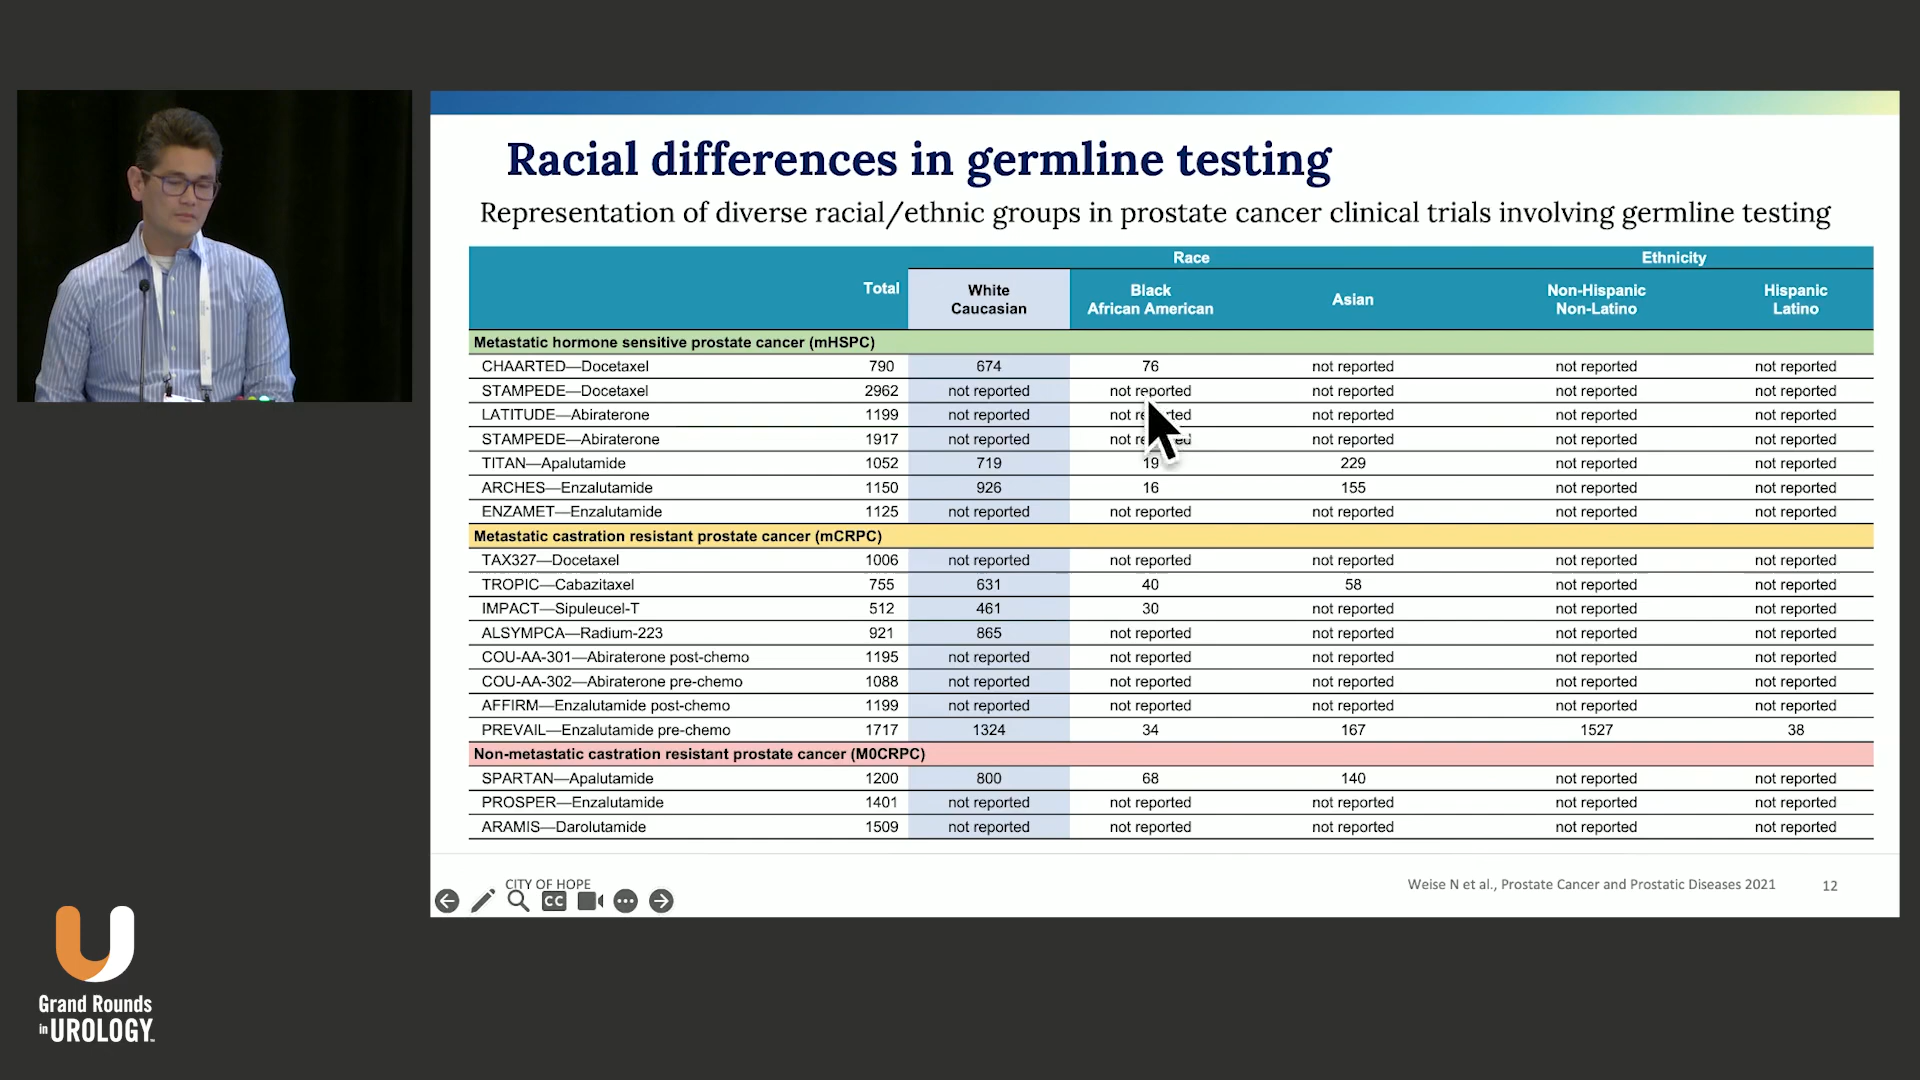 Racial differences in germline testing
Representation of diverse racial/ethnic groups in prostate cancer clinical trials involving germline testing
Race Ethnicity
Total White Caucasian Black African American Asian Non-Hispanic Non-Latino Hispanic Latino
Metastatic hormone sensitive prostate cancer (mHSPC)
CHAARTED—Docetaxel 790 674 76 not reported not reported not reported
STAMPEDE—Docetaxel 2962 not reported not reported not reported not reported not reported
LATITUDE—Abiraterone 1199 not reported not reported not reported not reported not reported
STAMPEDE—Abiraterone 1917 not reported not reported not reported not reported not reported
TITAN—Apalutamide 1052 719 19 229 not reported not reported
ARCHES—Enzalutamide 1150 926 16 155 not reported not reported
ENZAMET—Enzalutamide 1125 not reported not reported not reported not reported not reported
Metastatic castration resistant prostate cancer (mCRPC)
TAX327—Docetaxel 1006 not reported not reported not reported not reported not reported
TROPIC—Cabazitaxel 755 631 40 58 not reported not reported
IMPACT—Sipuleucel-T 512 461 30 not reported not reported not reported
ALSYMPCA—Radium-223 921 865 not reported not reported not reported not reported
COU-AA-301—Abiraterone post-chemo 1195 not reported not reported not reported not reported not reported
COU-AA-302—Abiraterone pre-chemo 1088 not reported not reported not reported not reported not reported
AFFIRM—Enzalutamide post-chemo 1199 not reported not reported not reported not reported not reported
PREVAIL—Enzalutamide pre-chemo 1717 1324 34 167 1527 38
Non-metastatic castration resistant prostate cancer (M0CRPC)
SPARTAN—Apalutamide 1200 800 68 140 not reported not reported
PROSPER—Enzalutamide 1401 not reported not reported not reported not reported not reported
ARAMIS—Darolutamide 1509 not reported not reported not reported not reported not reported
CITY OF HOPE
CC
Weise N et al., Prostate Cancer and Prostatic Diseases 2021 12
Grand Rounds
in UROLOGY™